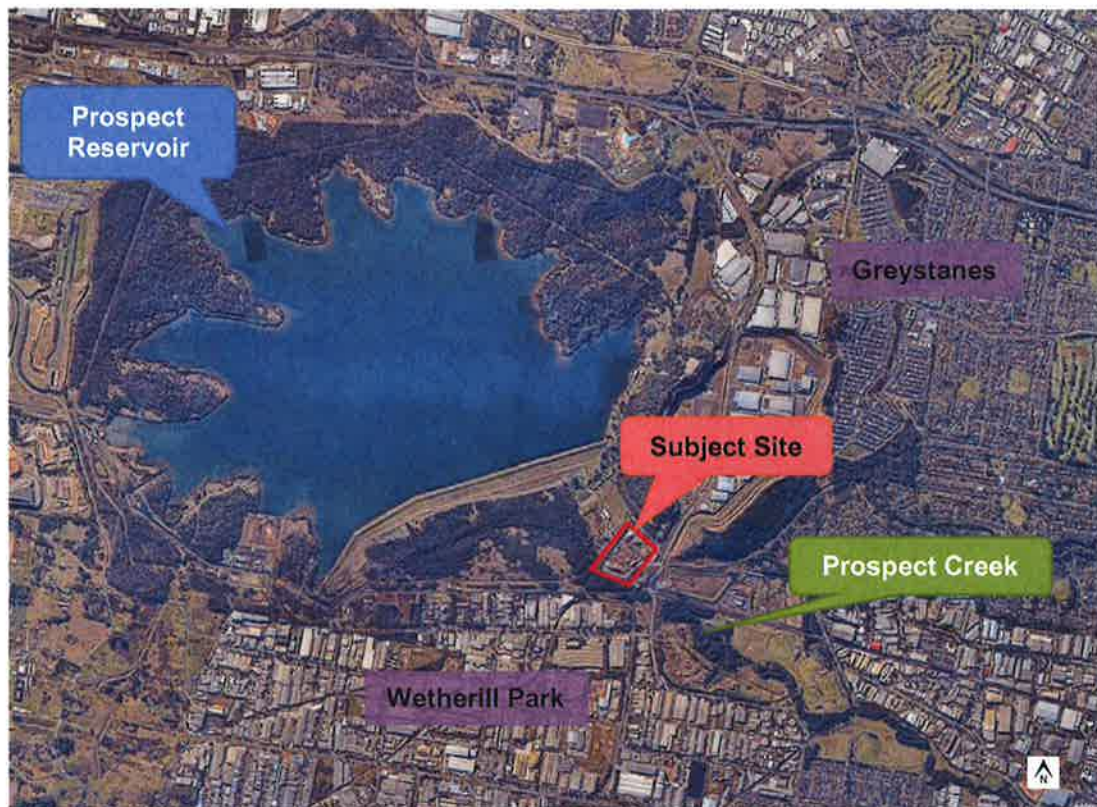 Prospect
Reservoir
Greystanes
Subject Site
Prospect Creek
Wetherill Park
N